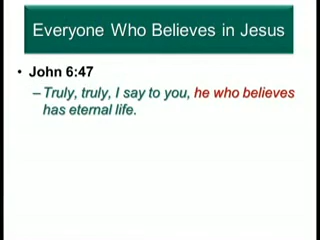 Everyone Who Believes in Jesus
• John 6:47
– Truly, truly, I say to you, he who believes
has eternal life.